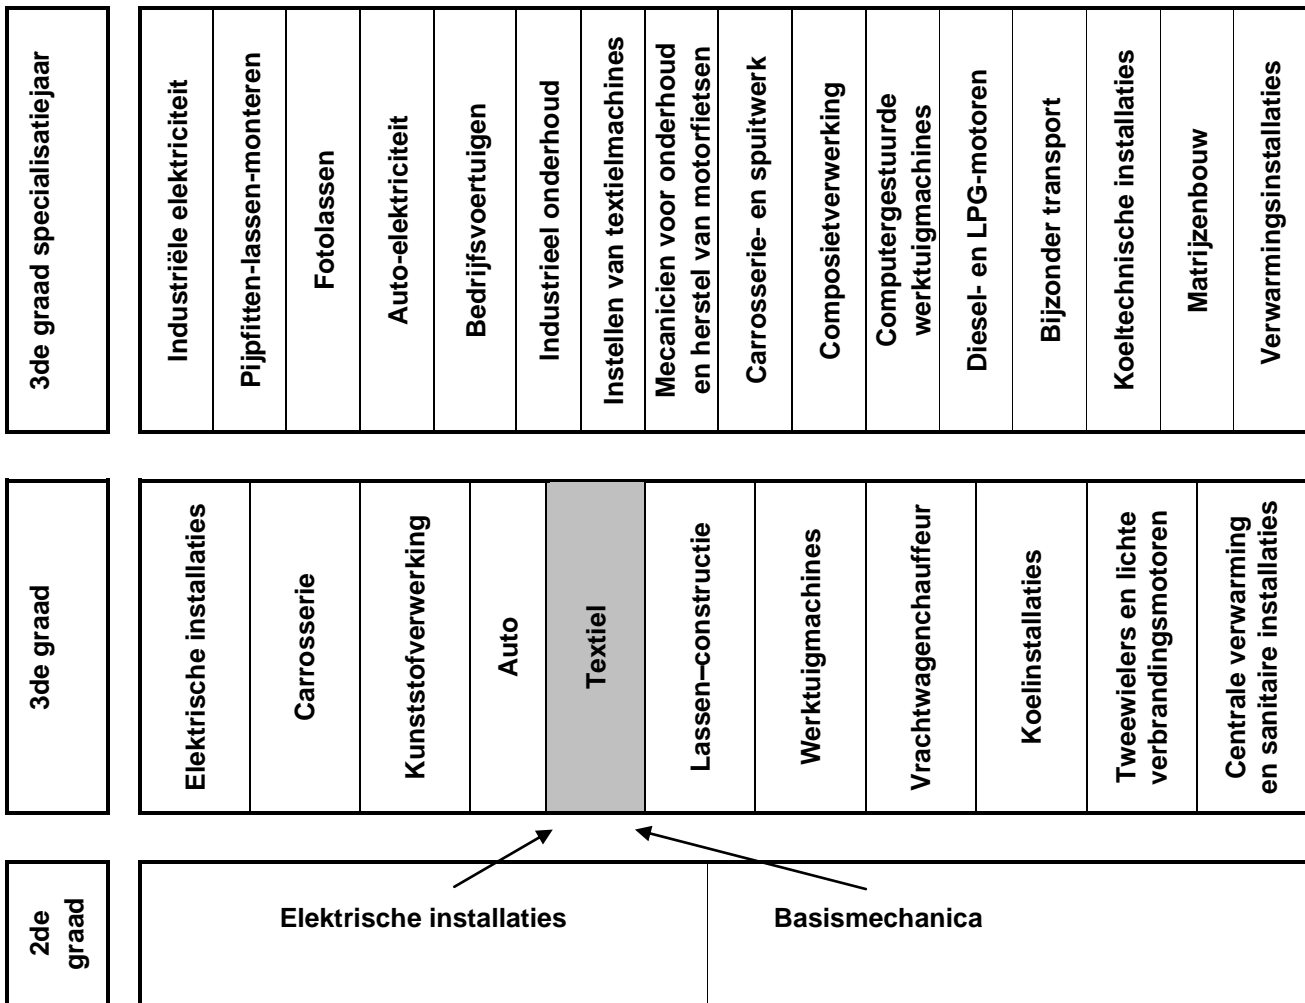 3de graad specialisatiejaar
Industriële elektriciteit
Pijpfitten-lassen-monteren
Fotolassen
Auto-elektriciteit
Bedrijfsvoertuigen
Industrieel onderhoud
Instellen van textielmachines
Mecanicien voor onderhoud
en herstel van motorfietsen
Carrosserie- en spuitwerk
Composietverwerking
Computergestuurde
werktuigmachines
Diesel- en LPG-motoren
Bijzonder transport
Koeltechnische installaties
Matrijzenbouw
Verwarmingsinstallaties
3de graad
Elektrische installaties
Carrosserie
Kunststofverwerking
Auto
Textiel
Lassen–constructie
Werktuigmachines
Vrachtwagenchauffeur
Koelinstallaties
Tweewielers en lichte
verbrandingsmotoren
Centrale verwarming
en sanitaire installaties
2de
graad
Elektrische installaties
Basismechanica